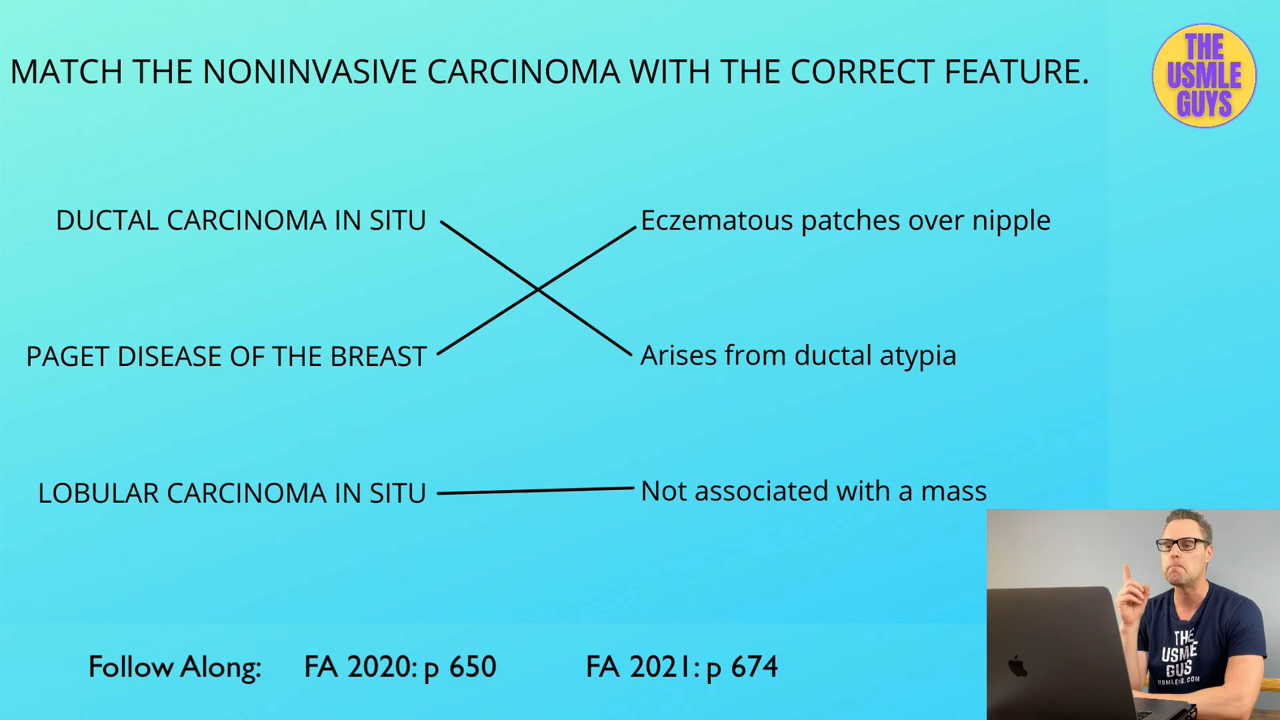 MATCH THE NONINVASIVE CARCINOMA WITH THE CORRECT FEATURE.
THE
USMLE
GUYS
DUCTAL CARCINOMA IN SITU
Eczematous patches over nipple
PAGET DISEASE OF THE BREAST
Arises from ductal atypia
LOBULAR CARCINOMA IN SITU
Not associated with a mass
Follow Along: FA 2020: p 650 FA 2021: p 674
THE